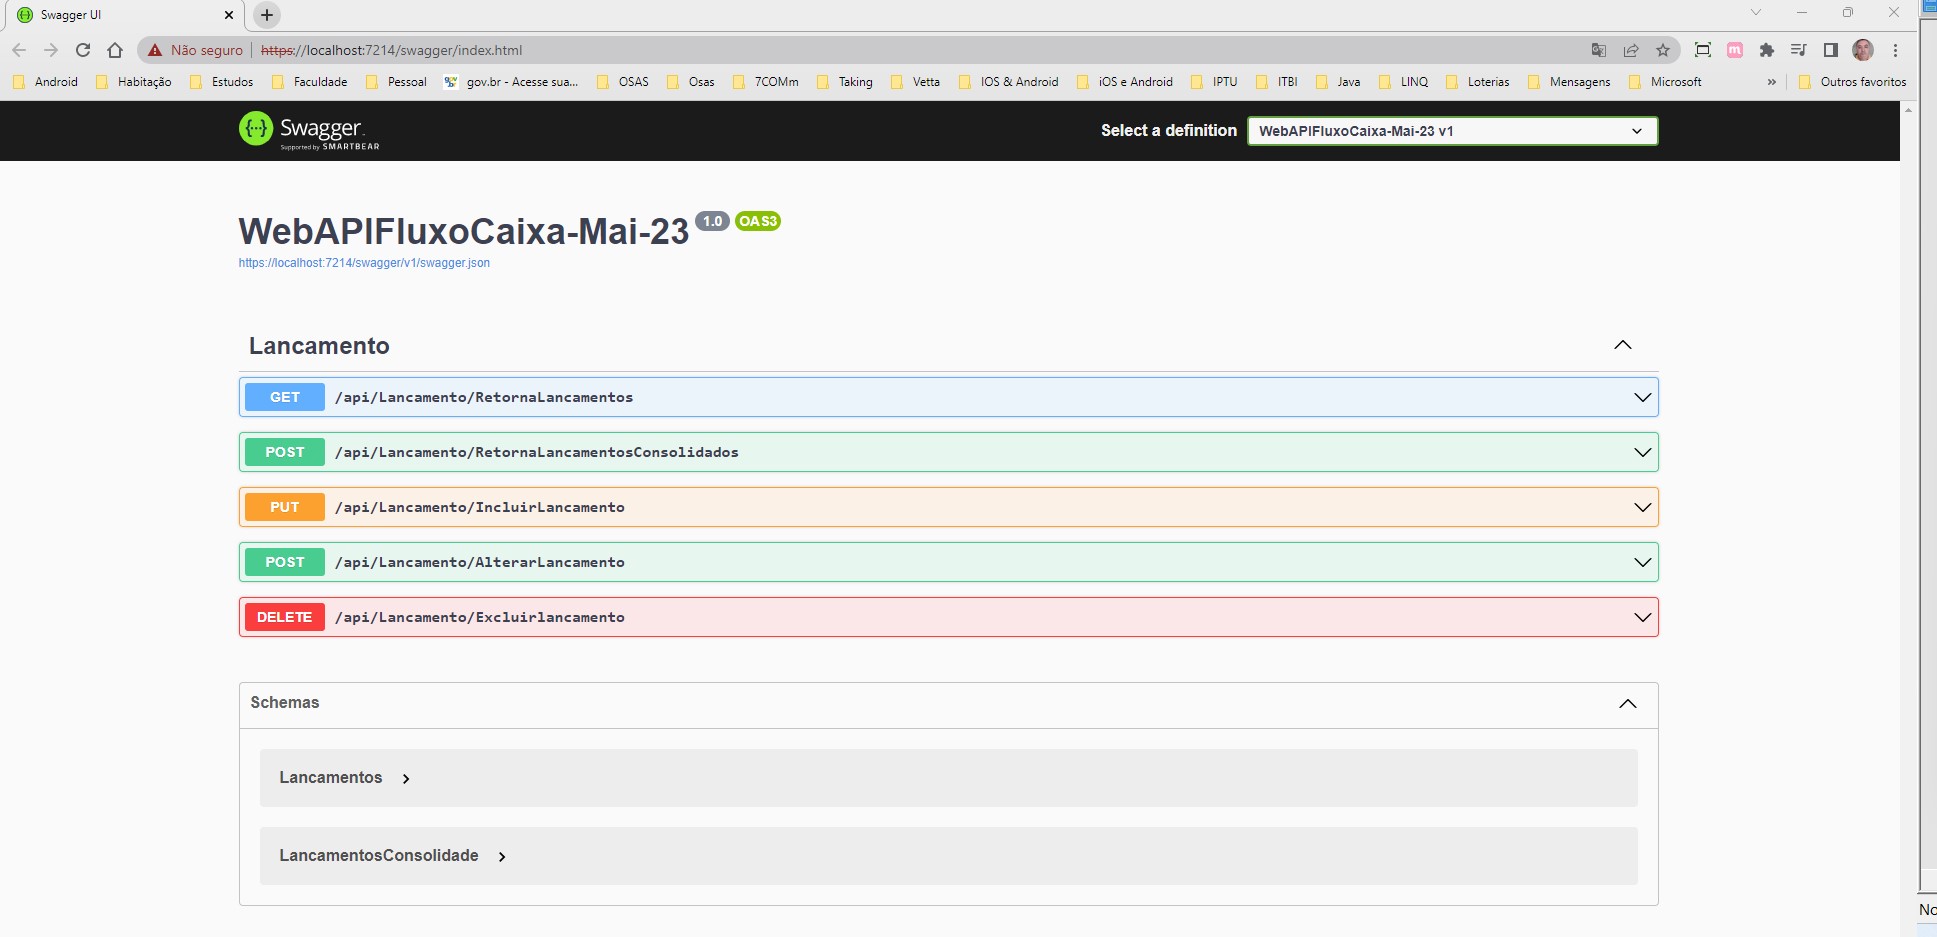 Swagger UI
Não seguro
https://localhost:7214/swagger/index.html
Android
Habitação
Estudos
Faculdade
Pessoal
gov.br - Acesse sua...
OSAS
Osas
7COMm
Taking
Vetta
IOS & Android
iOS e Android
IPTU
ITBI
Java
LINQ
Loterias
Mensagens
Microsoft
»
Outros favoritos
Swagger
Supported by SMARTBEAR
Select a definition
WebAPIFluxoCaixa-Mai-23 v1
WebAPIFluxoCaixa-Mai-23 1.0 OAS3
https://localhost:7214/swagger/v1/swagger.json
Lancamento
GET /api/Lancamento/RetornaLancamentos
POST /api/Lancamento/RetornaLancamentosConsolidados
PUT /api/Lancamento/IncluirLancamento
POST /api/Lancamento/AlterarLancamento
DELETE /api/Lancamento/Excluirlancamento
Schemas
Lancamentos
LancamentosConsolidade
No